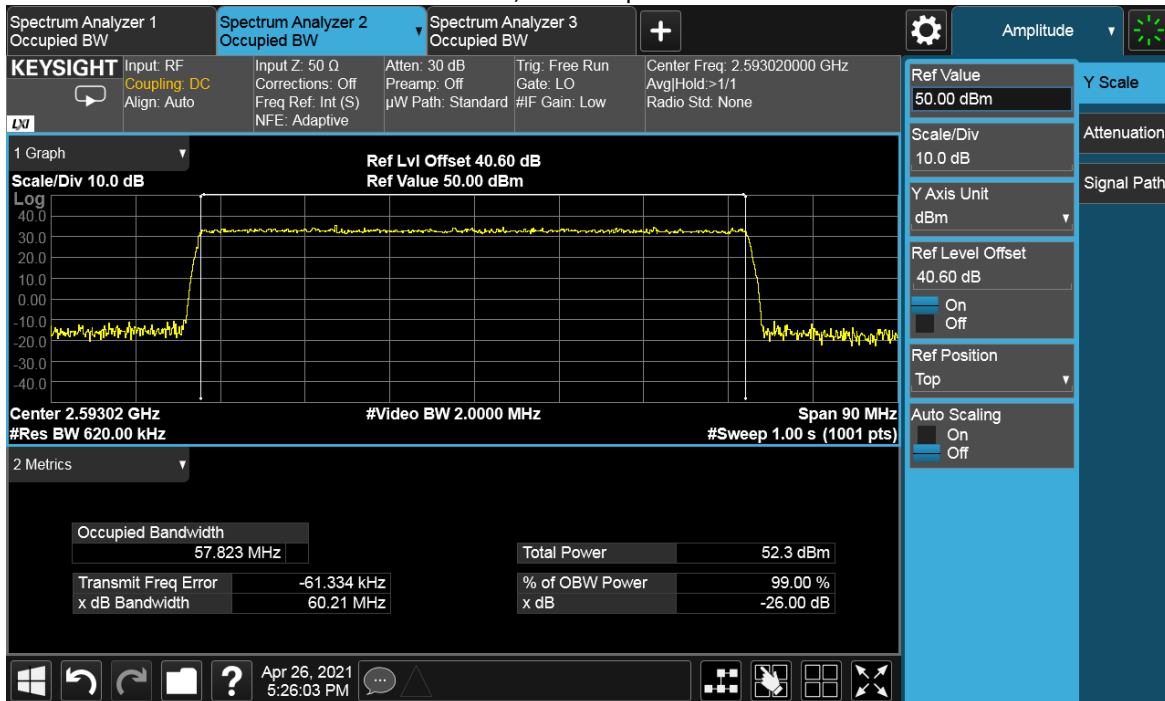 Spectrum Analyzer 1
Occupied BW
Spectrum Analyzer 2
Occupied BW
Spectrum Analyzer 3
Occupied BW
Amplitude
KEYSIGHT
LXI
Input: RF
Coupling: DC
Align: Auto
Input Z: 50 Ω
Corrections: Off
Freq Ref: Int (S)
NFE: Adaptive
Atten: 30 dB
Preamp: Off
µW Path: Standard
Trig: Free Run
Gate: LO
#IF Gain: Low
Center Freq: 2.593020000 GHz
Avg|Hold:>1/1
Radio Std: None
1 Graph
Scale/Div 10.0 dB
Ref Lvl Offset 40.60 dB
Ref Value 50.00 dBm
Log
40.0
30.0
20.0
10.0
0.00
-10.0
-20.0
-30.0
-40.0
Center 2.59302 GHz
#Res BW 620.00 kHz
#Video BW 2.0000 MHz
Span 90 MHz
#Sweep 1.00 s (1001 pts)
2 Metrics
Occupied Bandwidth
57.823 MHz
Total Power 52.3 dBm
Transmit Freq Error -61.334 kHz
% of OBW Power 99.00 %
x dB Bandwidth 60.21 MHz
x dB -26.00 dB
Ref Value
50.00 dBm
Scale/Div
10.0 dB
Y Axis Unit
dBm
Ref Level Offset
40.60 dB
On
Off
Ref Position
Top
Auto Scaling
On
Off
Y Scale
Attenuation
Signal Path
?
Apr 26, 2021
5:26:03 PM